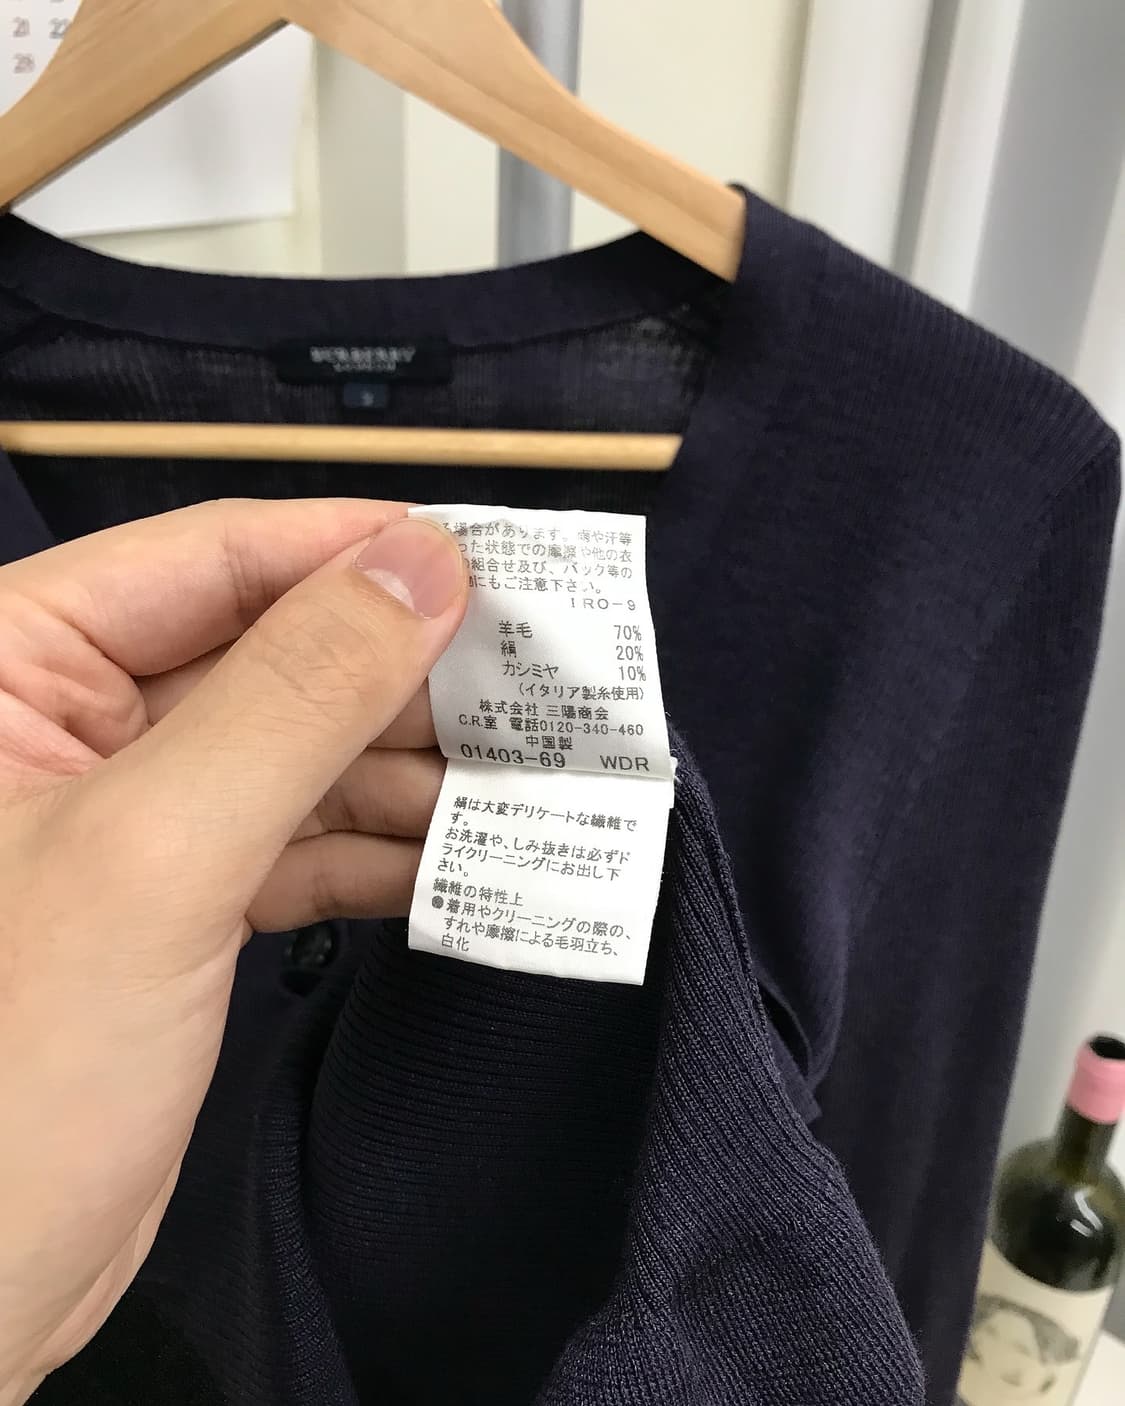 21 22
28
BURBERRY
LONDON
る場合があります。雨や汗等
った状態での摩擦や他の衣
の組合せ及び、バック等の
にもご注意下さい。
IRO-9
羊毛 70%
絹 20%
カシミヤ 10%
(イタリア製糸使用)
株式会社 三陽商会
C.R.室 電話0120-340-460
中国製
01403-69 WDR
絹は大変デリケートな繊維で
す。
お洗濯や、しみ抜きは必ずド
ライクリーニングにお出し下
さい。
繊維の特性上
●着用やクリーニングの際の、
すれや摩擦による毛羽立ち、
白化